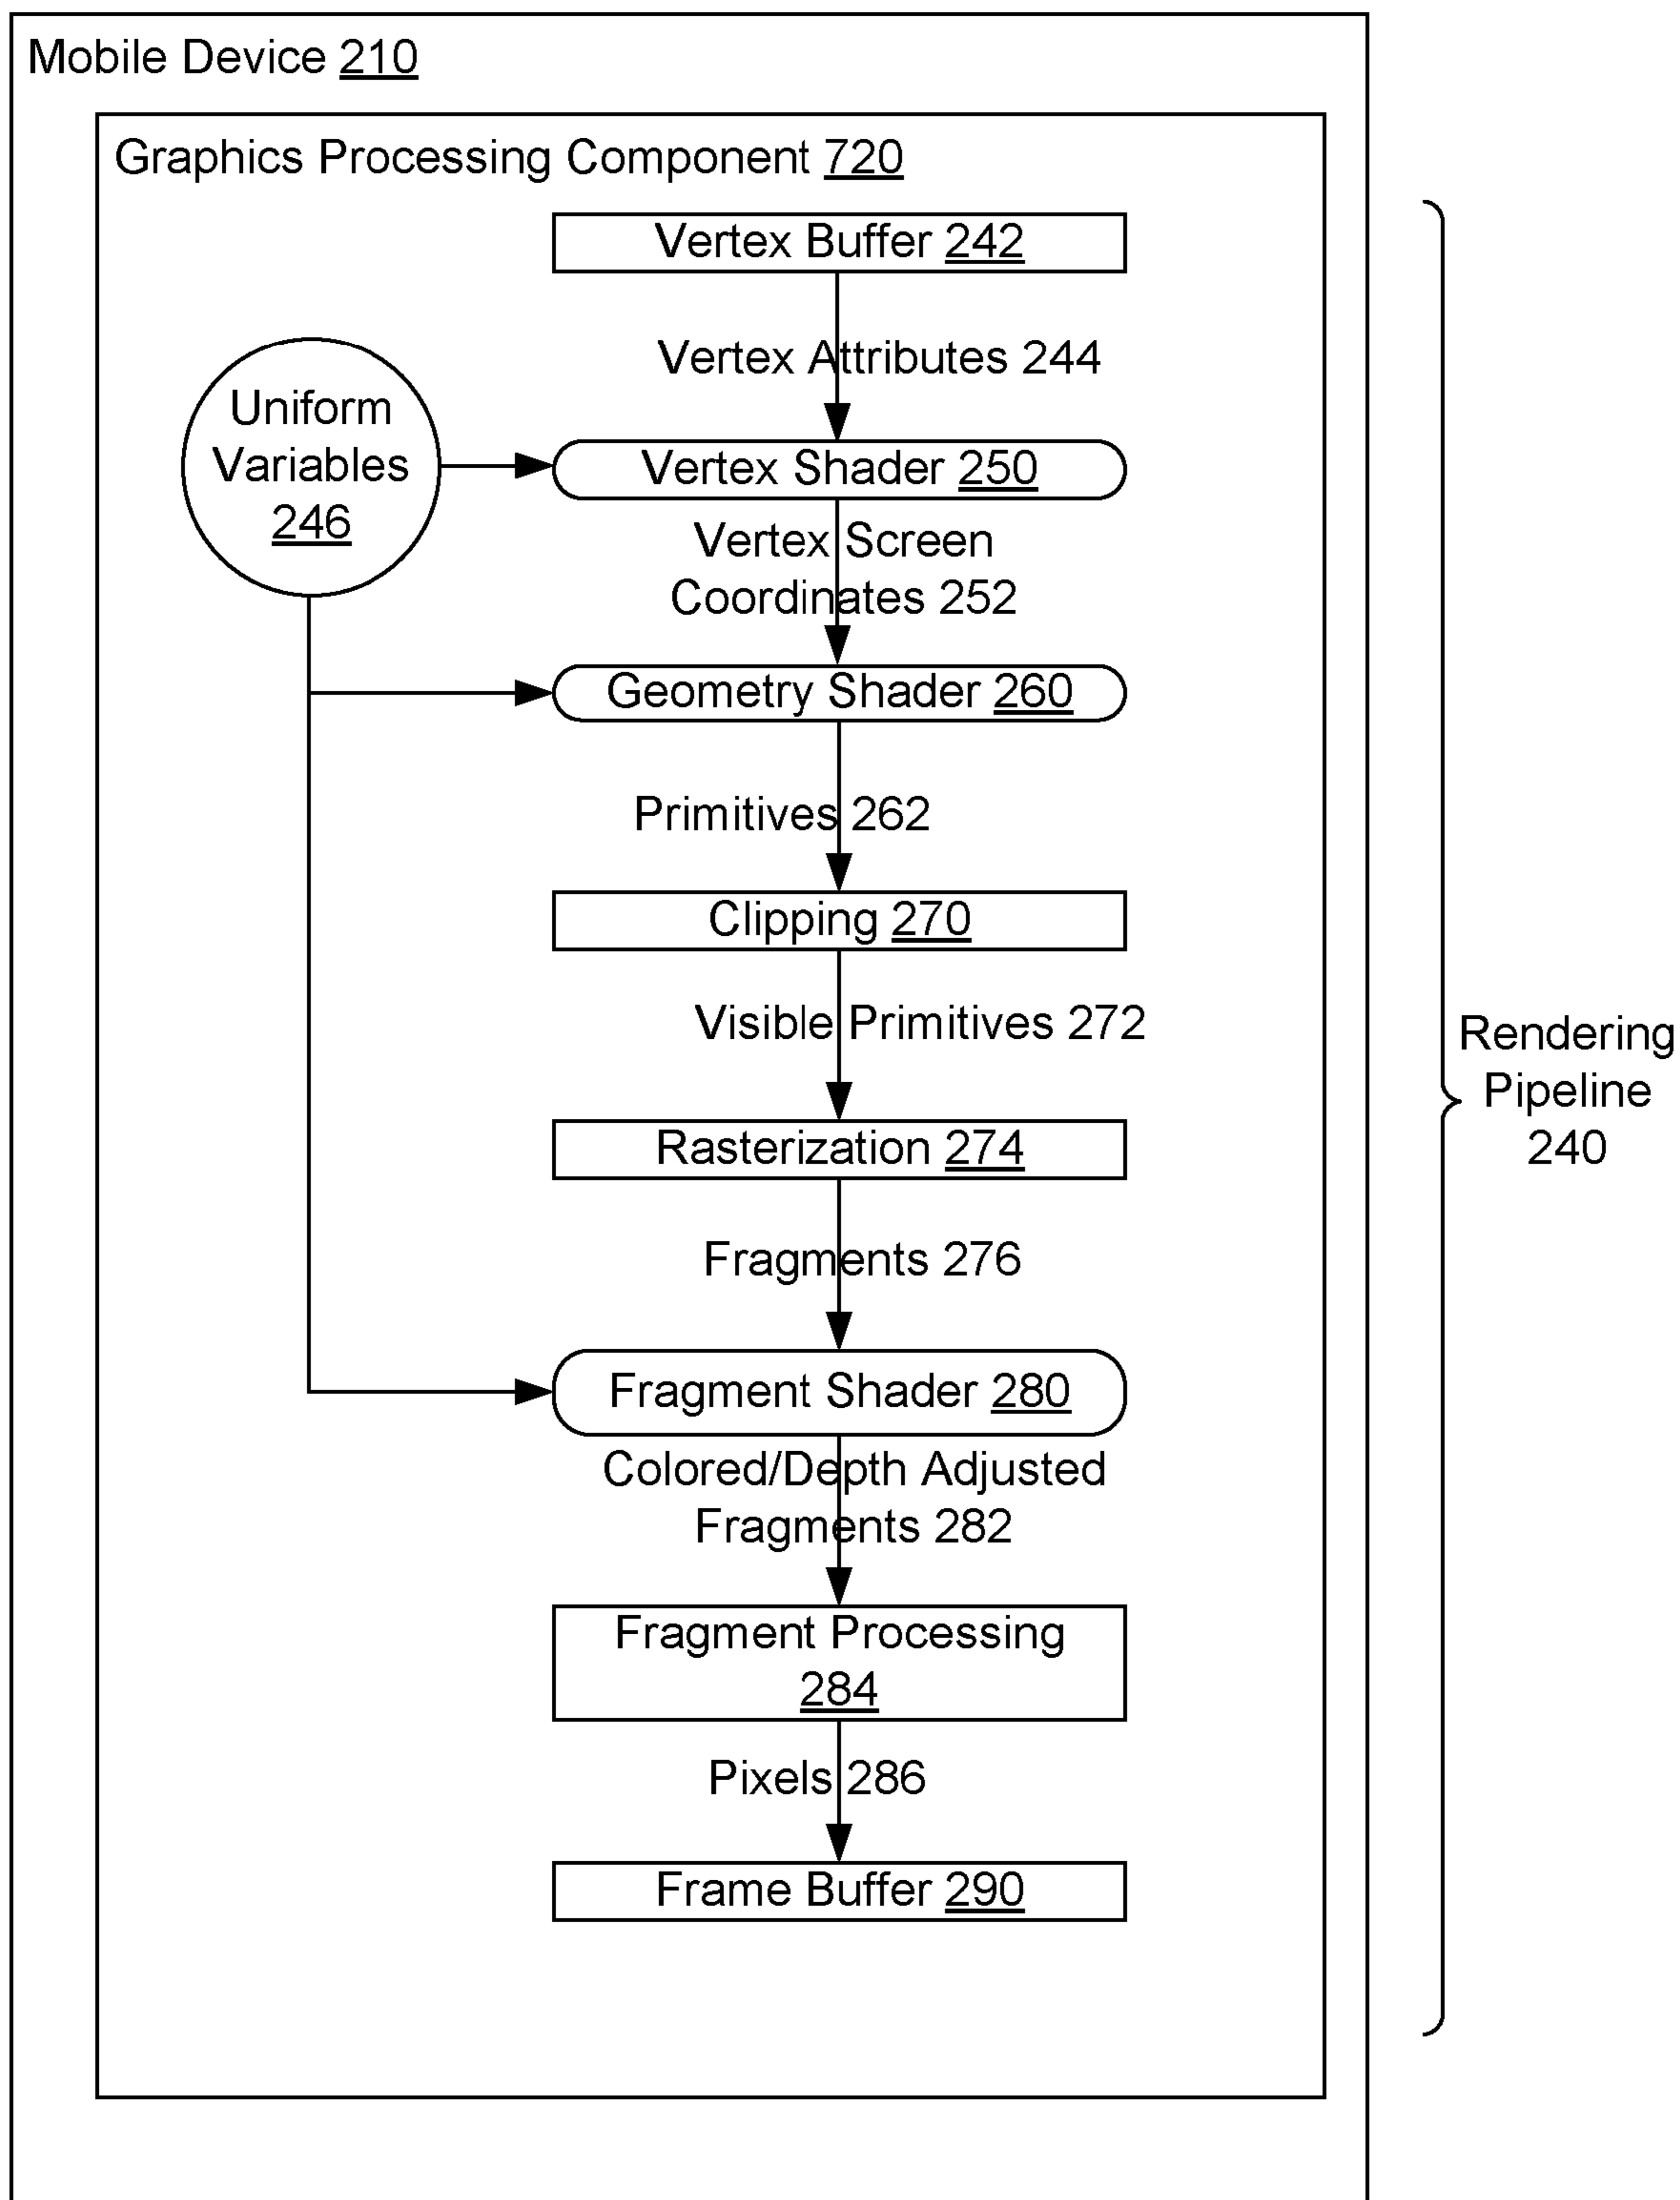 Mobile Device 210
Graphics Processing Component 720
Vertex Buffer 242
Vertex Attributes 244
Uniform
Variables
246
Vertex Shader 250
Vertex Screen
Coordinates 252
Geometry Shader 260
Primitives 262
Clipping 270
Visible Primitives 272
Rasterization 274
Fragments 276
Fragment Shader 280
Colored/Depth Adjusted
Fragments 282
Fragment Processing
284
Pixels 286
Frame Buffer 290
Rendering
Pipeline
240